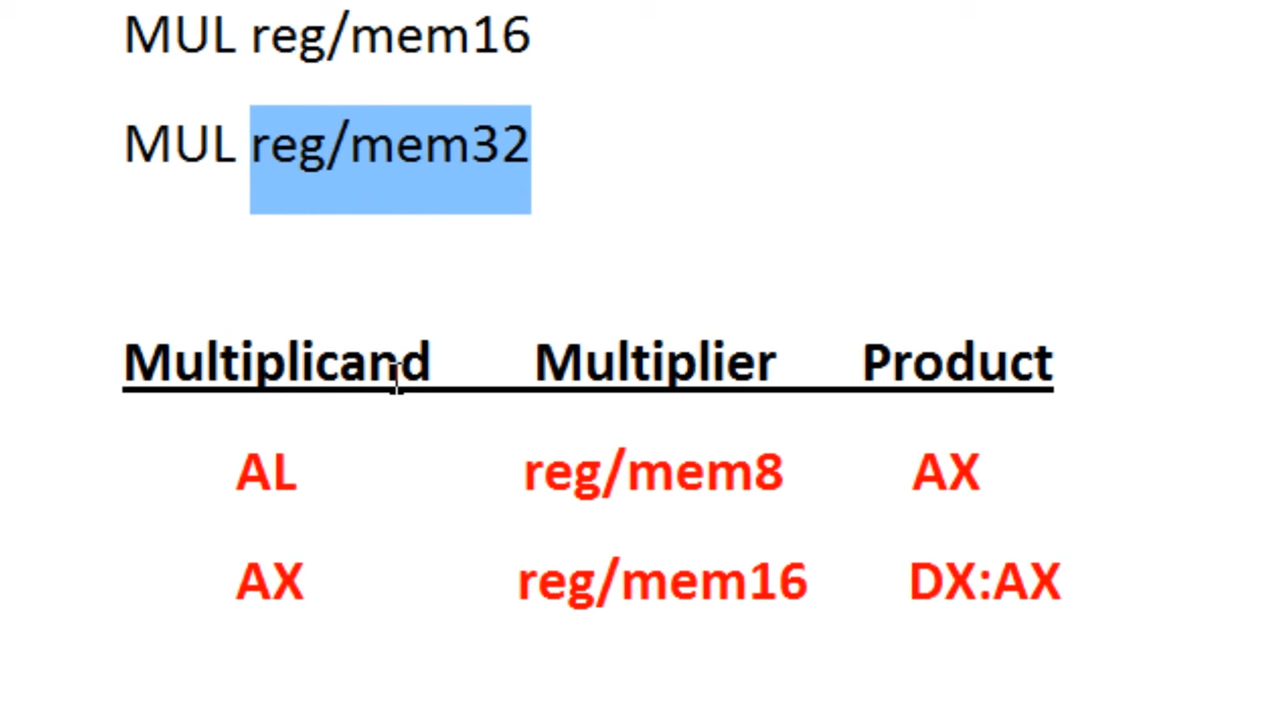 MUL reg/mem16
MUL reg/mem32
Multiplicand Multiplier Product
AL reg/mem8 AX
AX reg/mem16 DX:AX